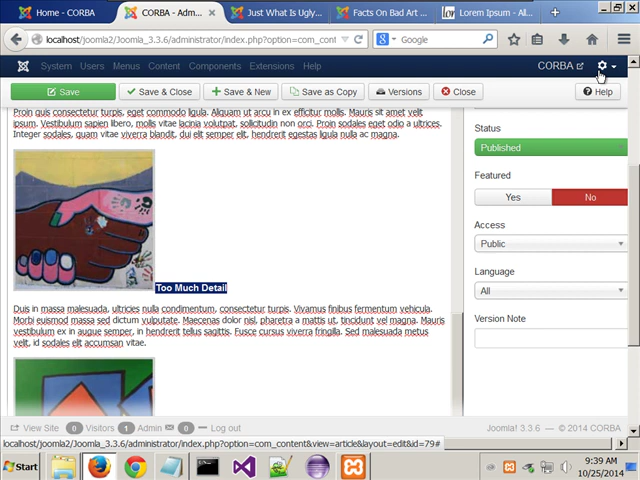 Home - CORBA
CORBA - Adm...
Just What Is Ugly...
Facts On Bad Art ...
Lorem Ipsum - All...
localhost/joomla2/Joomla_3.3.6/administrator/index.php?option=com_cont
Google
System Users Menus Content Components Extensions Help
CORBA
Save
Save & Close
Save & New
Save as Copy
Versions
Close
Help
Proin quis consectetur turpis, eget commodo ligula. Aliquam ut arcu in ex efficitur mollis. Mauris sit amet velit
ipsum. Vestibulum sapien libero, mollis vitae lacinia volutpat, sollicitudin non orci. Proin sodales eget odio a ultrices.
Integer sodales, quam vitae viverra blandit, dui elit semper elit, hendrerit egestas ligula nulla ac magna.
Too Much Detail
Duis in massa malesuada, ultricies nulla condimentum, consectetur turpis. Vivamus finibus fermentum vehicula.
Morbi euismod massa sed dictum vulputate. Maecenas dolor nisl, pharetra a mattis ut, tincidunt vel magna. Mauris
vestibulum ex in augue semper, in hendrerit tellus sagittis. Fusce cursus viverra fringilla. Sed malesuada metus
velit, id sodales elit accumsan vitae.
Status
Published
Featured
Yes
No
Access
Public
Language
All
Version Note
View Site 0 Visitors 1 Admin 0 Log out
Joomla! 3.3.6 — © 2014 CORBA
localhost/joomla2/Joomla_3.3.6/administrator/index.php?option=com_content&view=article&layout=edit&id=79#
Start
9:39 AM
10/25/2014